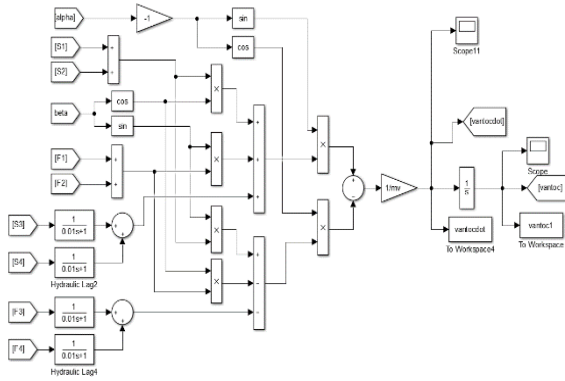 [alpha]
-1
sin
cos
[S1]
[S2]
beta
cos
sin
[F1]
[F2]
[S3]
1
0.01s+1
[S4]
1
0.01s+1
Hydraulic Lag2
[F3]
1
0.01s+1
[F4]
1
0.01s+1
Hydraulic Lag4
×
×
×
×
×
×
1/mv
1
s
Scope11
[vantocdot]
Scope
[vantoc]
vantocdot
To Workspace4
vantoc1
To Workspace